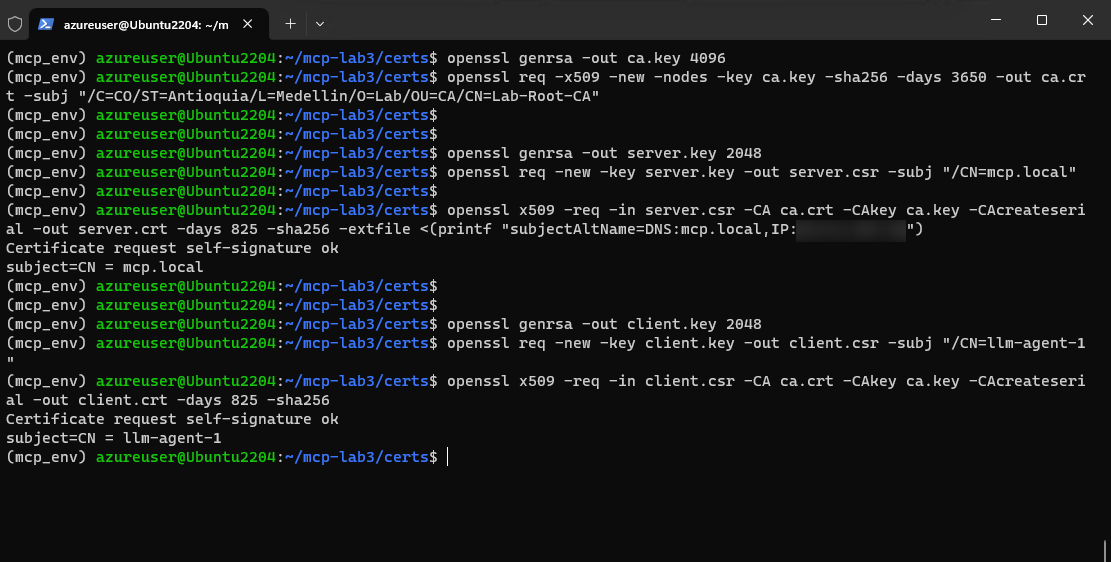 azureuser@Ubuntu2204: ~/m
(mcp_env) azureuser@Ubuntu2204:~/mcp-lab3/certs$ openssl genrsa -out ca.key 4096
(mcp_env) azureuser@Ubuntu2204:~/mcp-lab3/certs$ openssl req -x509 -new -nodes -key ca.key -sha256 -days 3650 -out ca.cr
t -subj "/C=CO/ST=Antioquia/L=Medellin/O=Lab/OU=CA/CN=Lab-Root-CA"
(mcp_env) azureuser@Ubuntu2204:~/mcp-lab3/certs$
(mcp_env) azureuser@Ubuntu2204:~/mcp-lab3/certs$
(mcp_env) azureuser@Ubuntu2204:~/mcp-lab3/certs$ openssl genrsa -out server.key 2048
(mcp_env) azureuser@Ubuntu2204:~/mcp-lab3/certs$ openssl req -new -key server.key -out server.csr -subj "/CN=mcp.local"
(mcp_env) azureuser@Ubuntu2204:~/mcp-lab3/certs$
(mcp_env) azureuser@Ubuntu2204:~/mcp-lab3/certs$ openssl x509 -req -in server.csr -CA ca.crt -CAkey ca.key -CAcreateseri
al -out server.crt -days 825 -sha256 -extfile <(printf "subjectAltName=DNS:mcp.local,IP:")
Certificate request self-signature ok
subject=CN = mcp.local
(mcp_env) azureuser@Ubuntu2204:~/mcp-lab3/certs$
(mcp_env) azureuser@Ubuntu2204:~/mcp-lab3/certs$
(mcp_env) azureuser@Ubuntu2204:~/mcp-lab3/certs$ openssl genrsa -out client.key 2048
(mcp_env) azureuser@Ubuntu2204:~/mcp-lab3/certs$ openssl req -new -key client.key -out client.csr -subj "/CN=llm-agent-1
"
(mcp_env) azureuser@Ubuntu2204:~/mcp-lab3/certs$ openssl x509 -req -in client.csr -CA ca.crt -CAkey ca.key -CAcreateseri
al -out client.crt -days 825 -sha256
Certificate request self-signature ok
subject=CN = llm-agent-1
(mcp_env) azureuser@Ubuntu2204:~/mcp-lab3/certs$